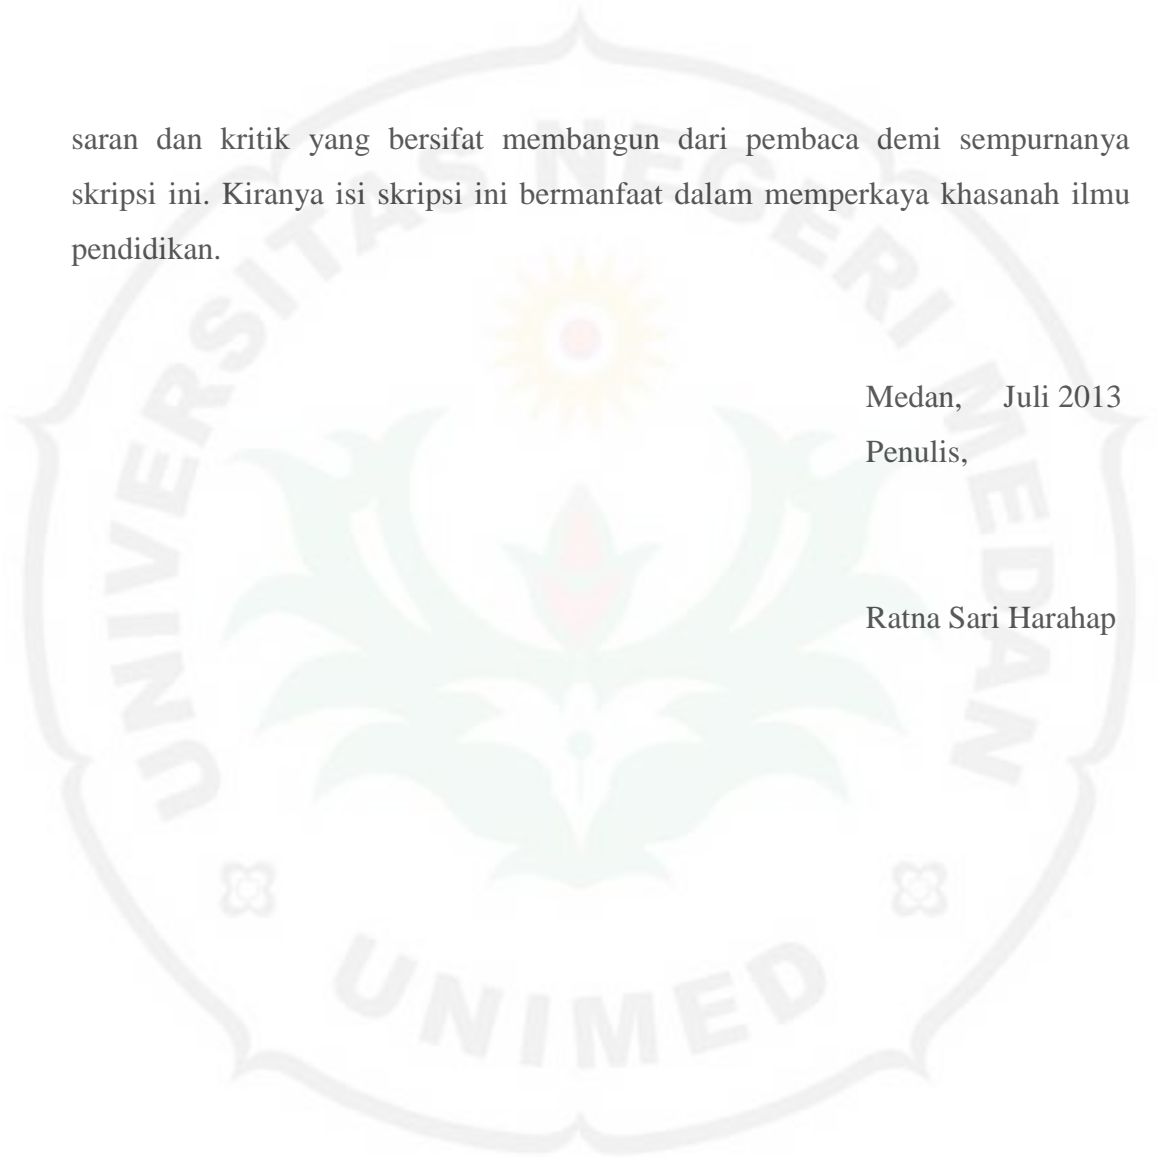 saran dan kritik yang bersifat membangun dari pembaca demi sempurnanya
skripsi ini. Kiranya isi skripsi ini bermanfaat dalam memperkaya khasanah ilmu
pendidikan.
Medan, Juli 2013
Penulis,
Ratna Sari Harahap
UNIVERSITAS NEGERI MEDAN
UNIMED